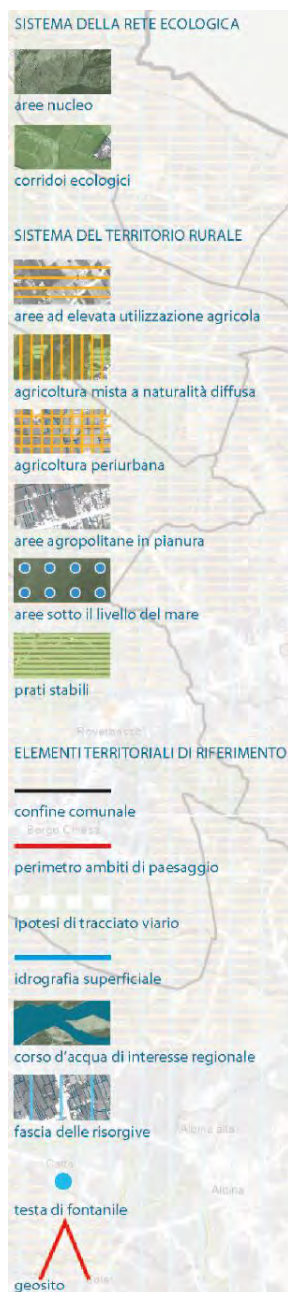 SISTEMA DELLA RETE ECOLOGICA
aree nucleo
corridoi ecologici
SISTEMA DEL TERRITORIO RURALE
aree ad elevata utilizzazione agricola
agricoltura mista a naturalità diffusa
agricoltura periurbana
aree agropolitane in pianura
aree sotto il livello del mare
prati stabili
ELEMENTI TERRITORIALI DI RIFERIMENTO
confine comunale
perimetro ambiti di paesaggio
ipotesi di tracciato viario
idrografia superficiale
corso d'acqua di interesse regionale
fascia delle risorgive
Albina alta
Albina
testa di fontanile
geosito